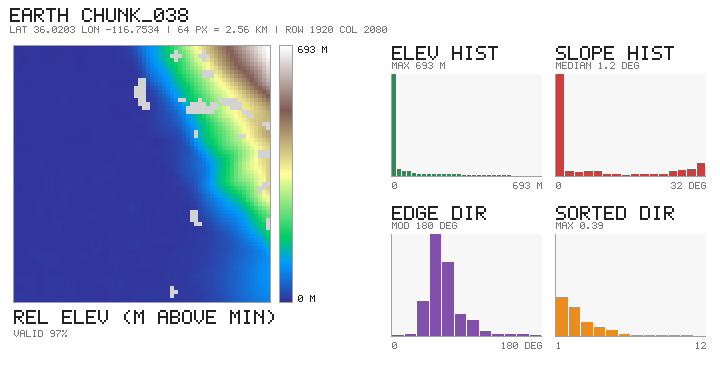 EARTH CHUNK_038
LAT 36.0203 LON -116.7534 | 64 PX = 2.56 KM | ROW 1920 COL 2080
693 M
0 M
REL ELEV (M ABOVE MIN)
VALID 97%
ELEV HIST
MAX 693 M
0 693 M
SLOPE HIST
MEDIAN 1.2 DEG
0 32 DEG
EDGE DIR
MOD 180 DEG
0 180 DEG
SORTED DIR
MAX 0.39
1 12